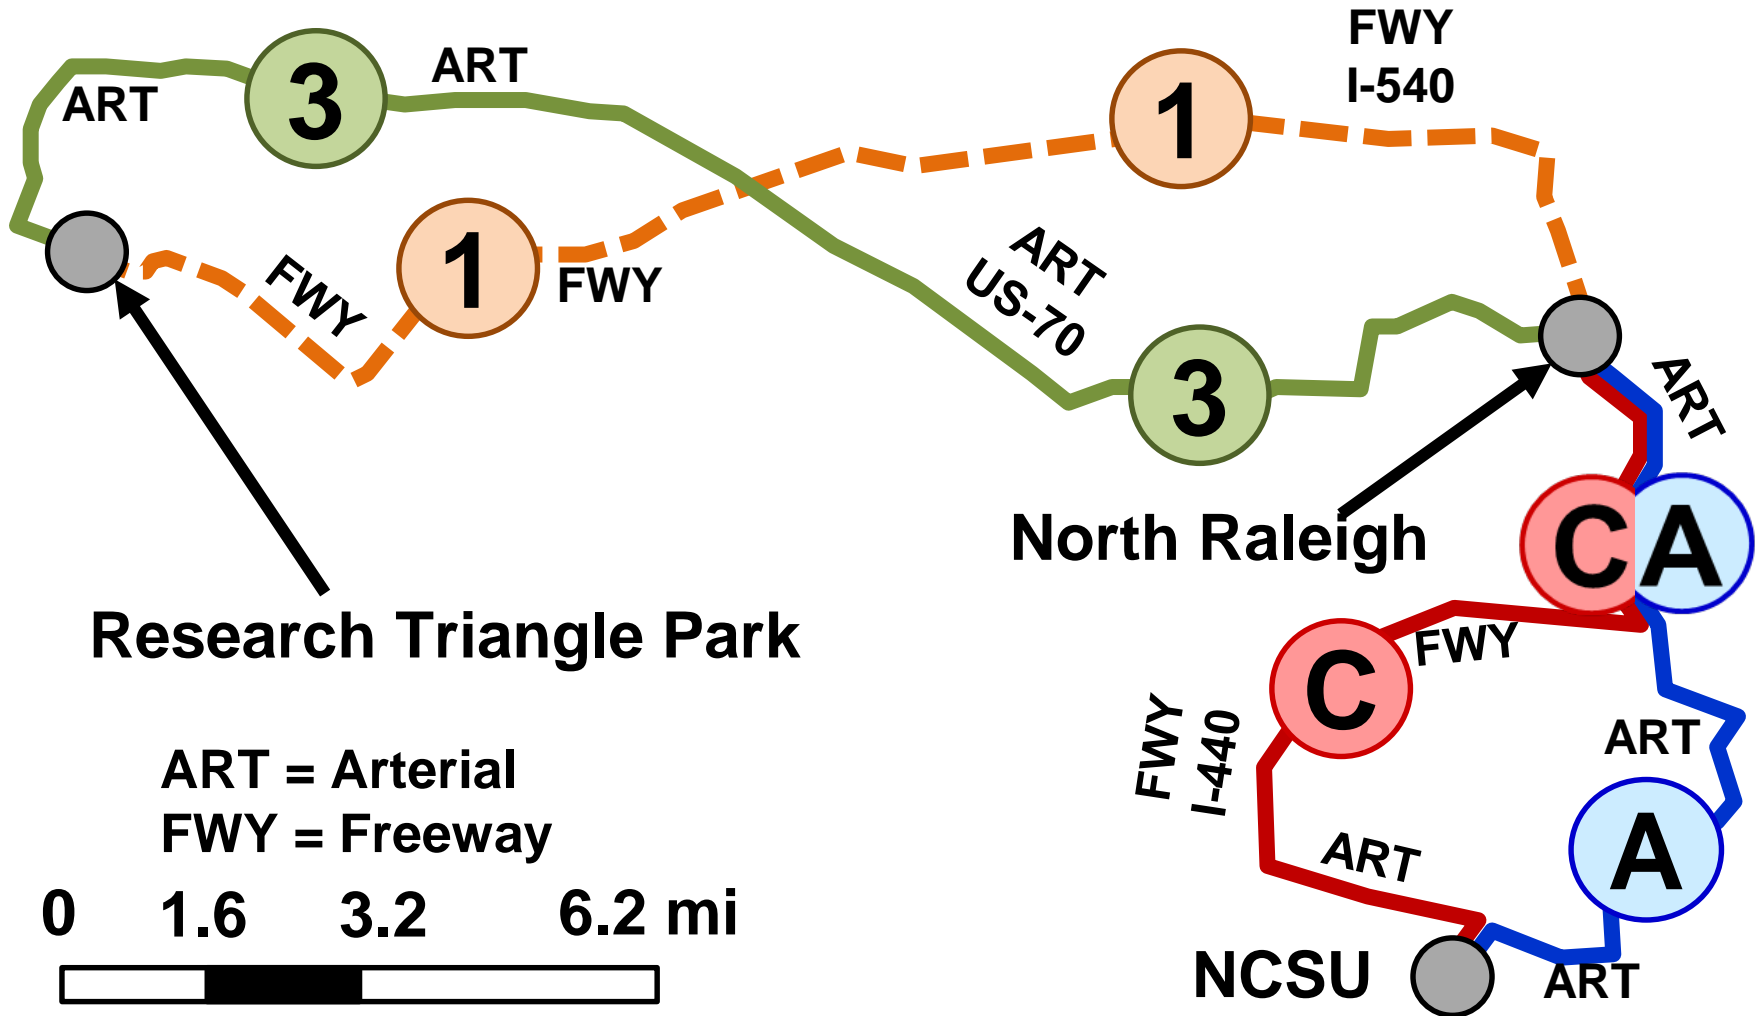 FWY
I-540
ART
3
ART
1
1
FWY
FWY
ART
US-70
3
ART
North Raleigh
C A
Research Triangle Park
FWY
C
FWY
I-440
ART
ART = Arterial
FWY = Freeway
A
ART
0 1.6 3.2 6.2 mi
NCSU
ART